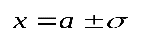 x = a ± σ